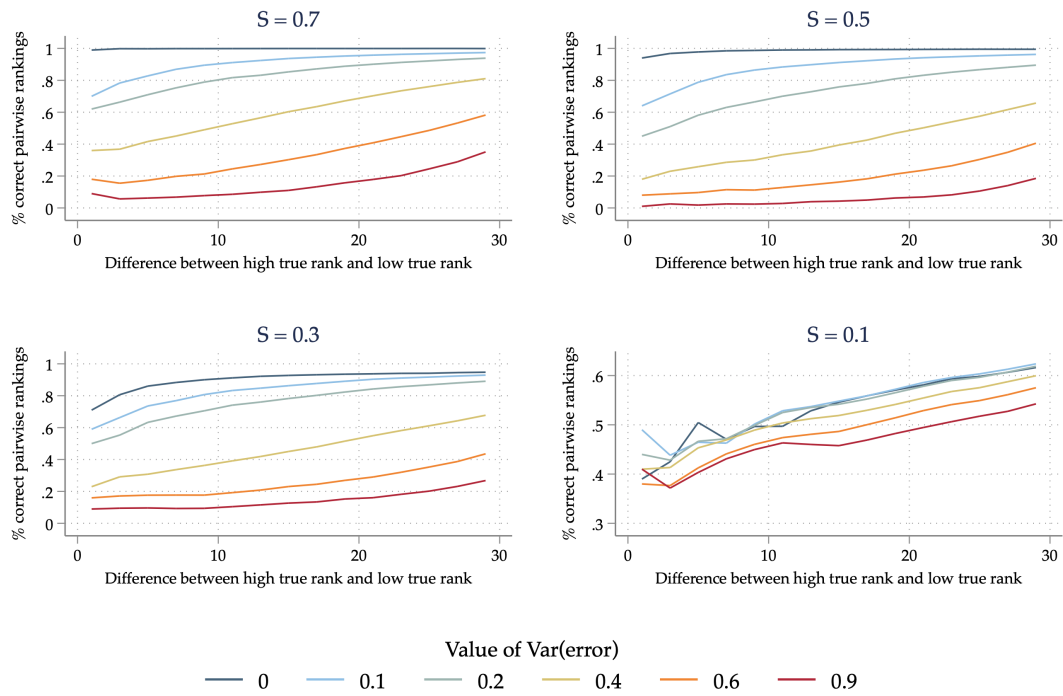 S = 0.7
% correct pairwise rankings
1
.8
.6
.4
.2
0
0
10
20
30
Difference between high true rank and low true rank
S = 0.5
% correct pairwise rankings
1
.8
.6
.4
.2
0
0
10
20
30
Difference between high true rank and low true rank
S = 0.3
% correct pairwise rankings
1
.8
.6
.4
.2
0
0
10
20
30
Difference between high true rank and low true rank
S = 0.1
% correct pairwise rankings
.6
.5
.4
.3
0
10
20
30
Difference between high true rank and low true rank
Value of Var(error)
0 0.1 0.2 0.4 0.6 0.9